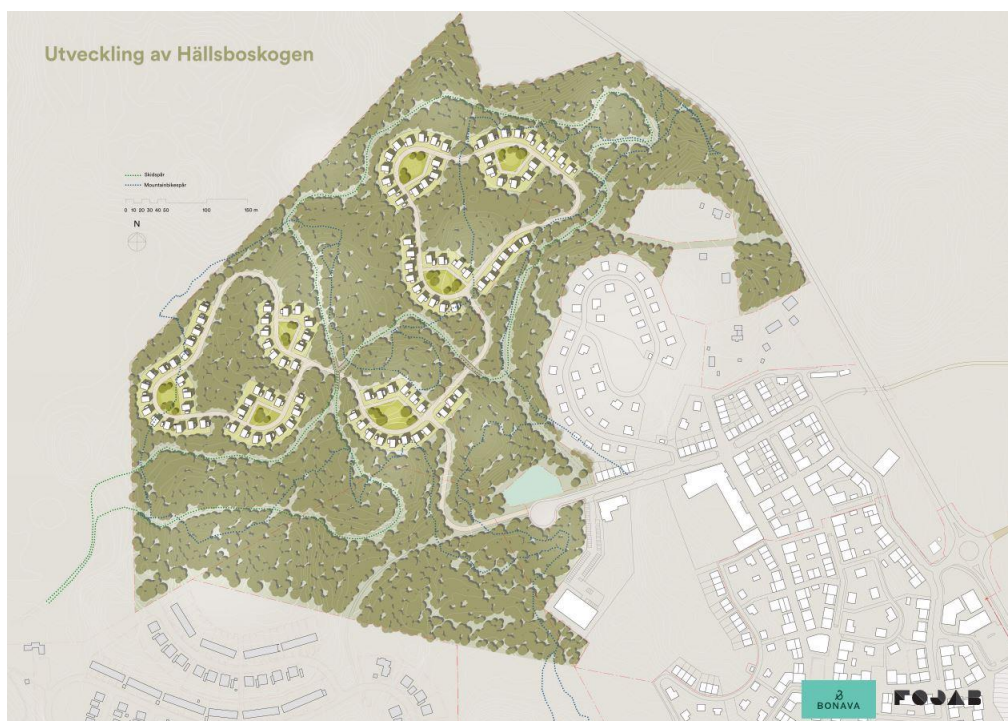 Utveckling av Hällsboskogen
Skidspår
Mountainbikespår
0 10 20 30 40 50 100 150 m
N
BONAVA
FOJAB